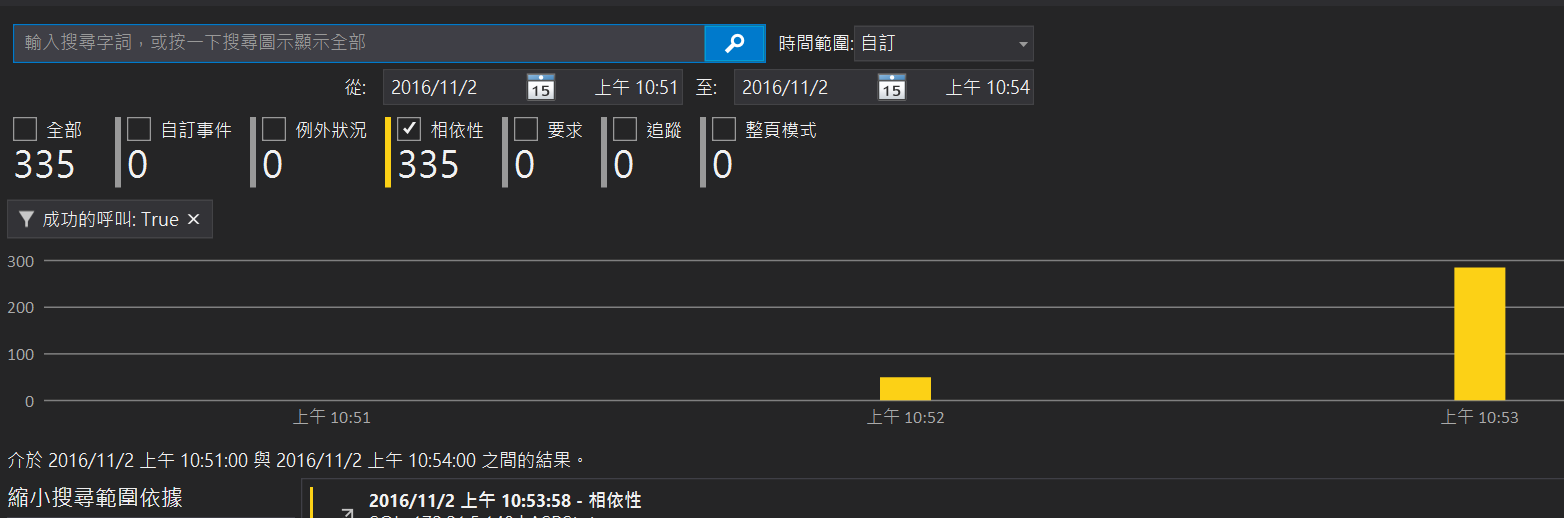 輸入搜尋字詞，或按一下搜尋圖示顯示全部 時間範圍: 自訂
從: 2016/11/2 15 上午 10:51 至: 2016/11/2 15 上午 10:54
全部 自訂事件 例外狀況 相依性 要求 追蹤 整頁模式
335 0 0 335 0 0 0
成功的呼叫: True ✕
300
200
100
0
上午 10:51 上午 10:52 上午 10:53
介於 2016/11/2 上午 10:51:00 與 2016/11/2 上午 10:54:00 之間的結果。
縮小搜尋範圍依據
2016/11/2 上午 10:53:58 - 相依性